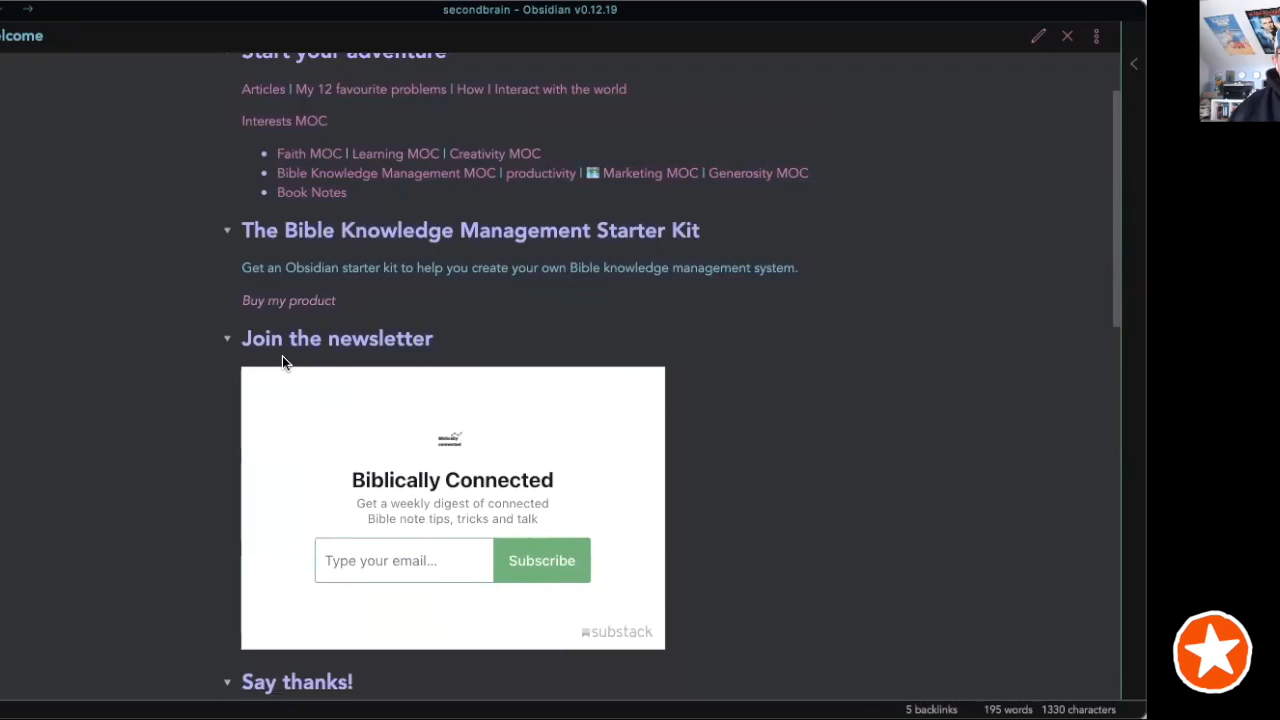 secondbrain - Obsidian v0.12.19
elcome
Start your adventure
Articles | My 12 favourite problems | How I Interact with the world
Interests MOC
Faith MOC | Learning MOC | Creativity MOC
Bible Knowledge Management MOC | productivity | 🗺 Marketing MOC | Generosity MOC
Book Notes
The Bible Knowledge Management Starter Kit
Get an Obsidian starter kit to help you create your own Bible knowledge management system.
Buy my product
Join the newsletter
Biblically
connected
Biblically Connected
Get a weekly digest of connected
Bible note tips, tricks and talk
Type your email... Subscribe
substack
Say thanks!
5 backlinks 195 words 1330 characters